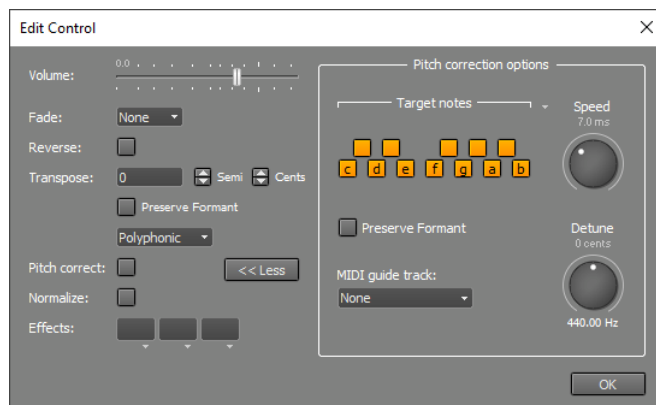 Edit Control
Volume:
0.0
Fade:
None
Reverse:
Transpose:
0
Semi
Cents
Preserve Formant
Polyphonic
Pitch correct:
<< Less
Normalize:
Effects:
Pitch correction options
Target notes
Speed
7.0 ms
c d e f g a b
Preserve Formant
Detune
0 cents
MIDI guide track:
None
440.00 Hz
OK